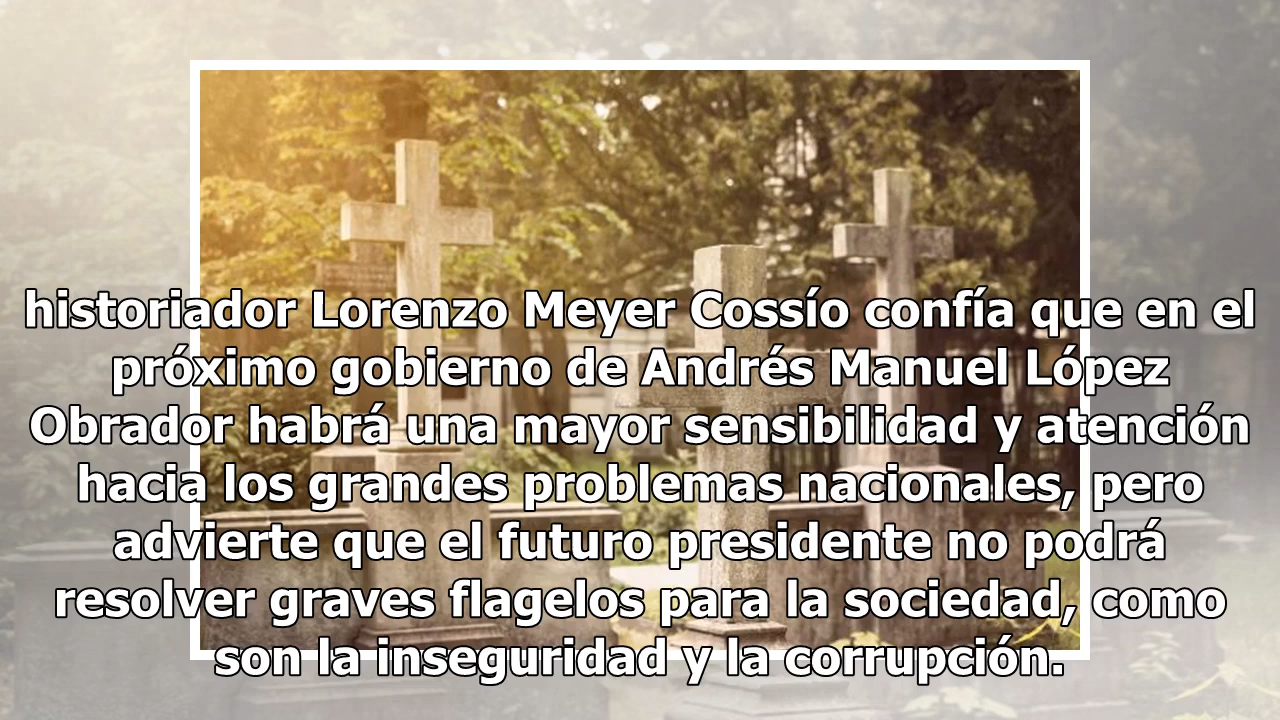 historiador Lorenzo Meyer Cossío confía que en el
próximo gobierno de Andrés Manuel López
Obrador habrá una mayor sensibilidad y atención
hacia los grandes problemas nacionales, pero
advierte que el futuro presidente no podrá
resolver graves flagelos para la sociedad, como
son la inseguridad y la corrupción.